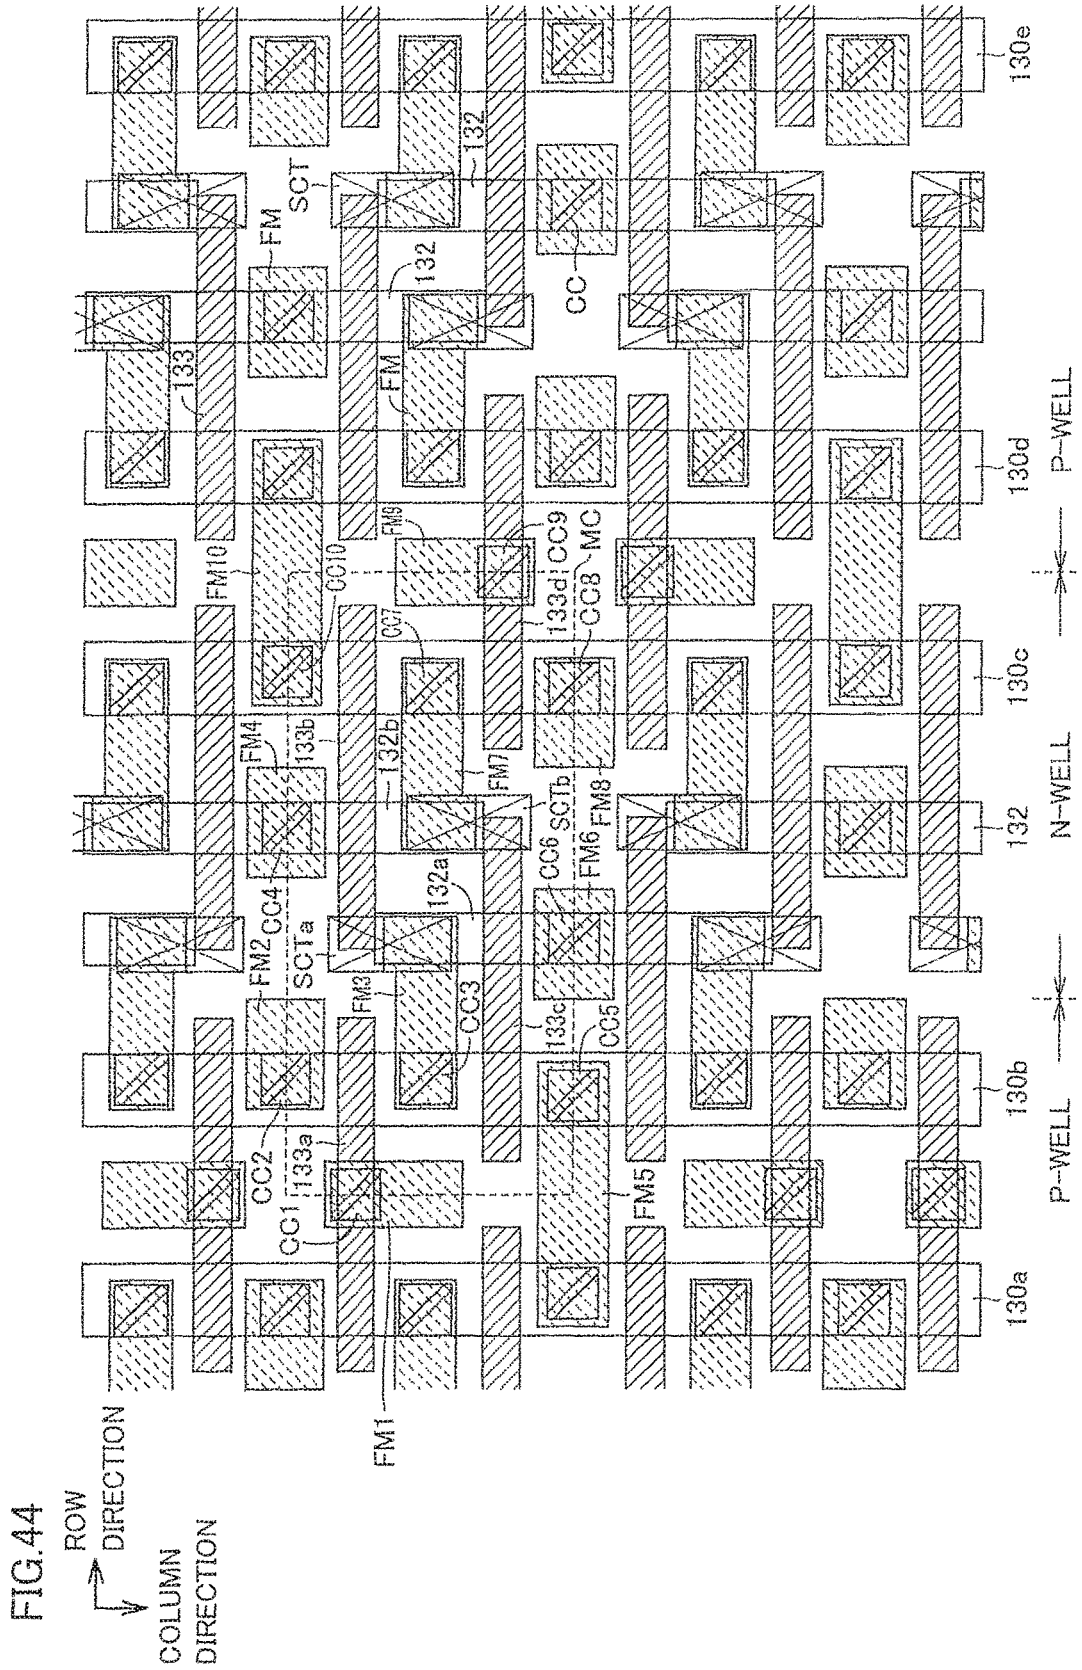 FIG.44
ROW
DIRECTION
COLUMN
DIRECTION
FM1
CC1
CC2
133a
FM2
SCTa
CC4
FM4
133b
FM3
CC3
132a
132b
133c
CC5
FM5
CC6
FM6
SCTb
FM7
FM8
CC7
CC8
133d
CC9
MC
FM9
FM10
CC10
133
FM
132
FM
CC
SCT
132
130a
130b
132
130c
130d
130e
P-WELL
N-WELL
P-WELL